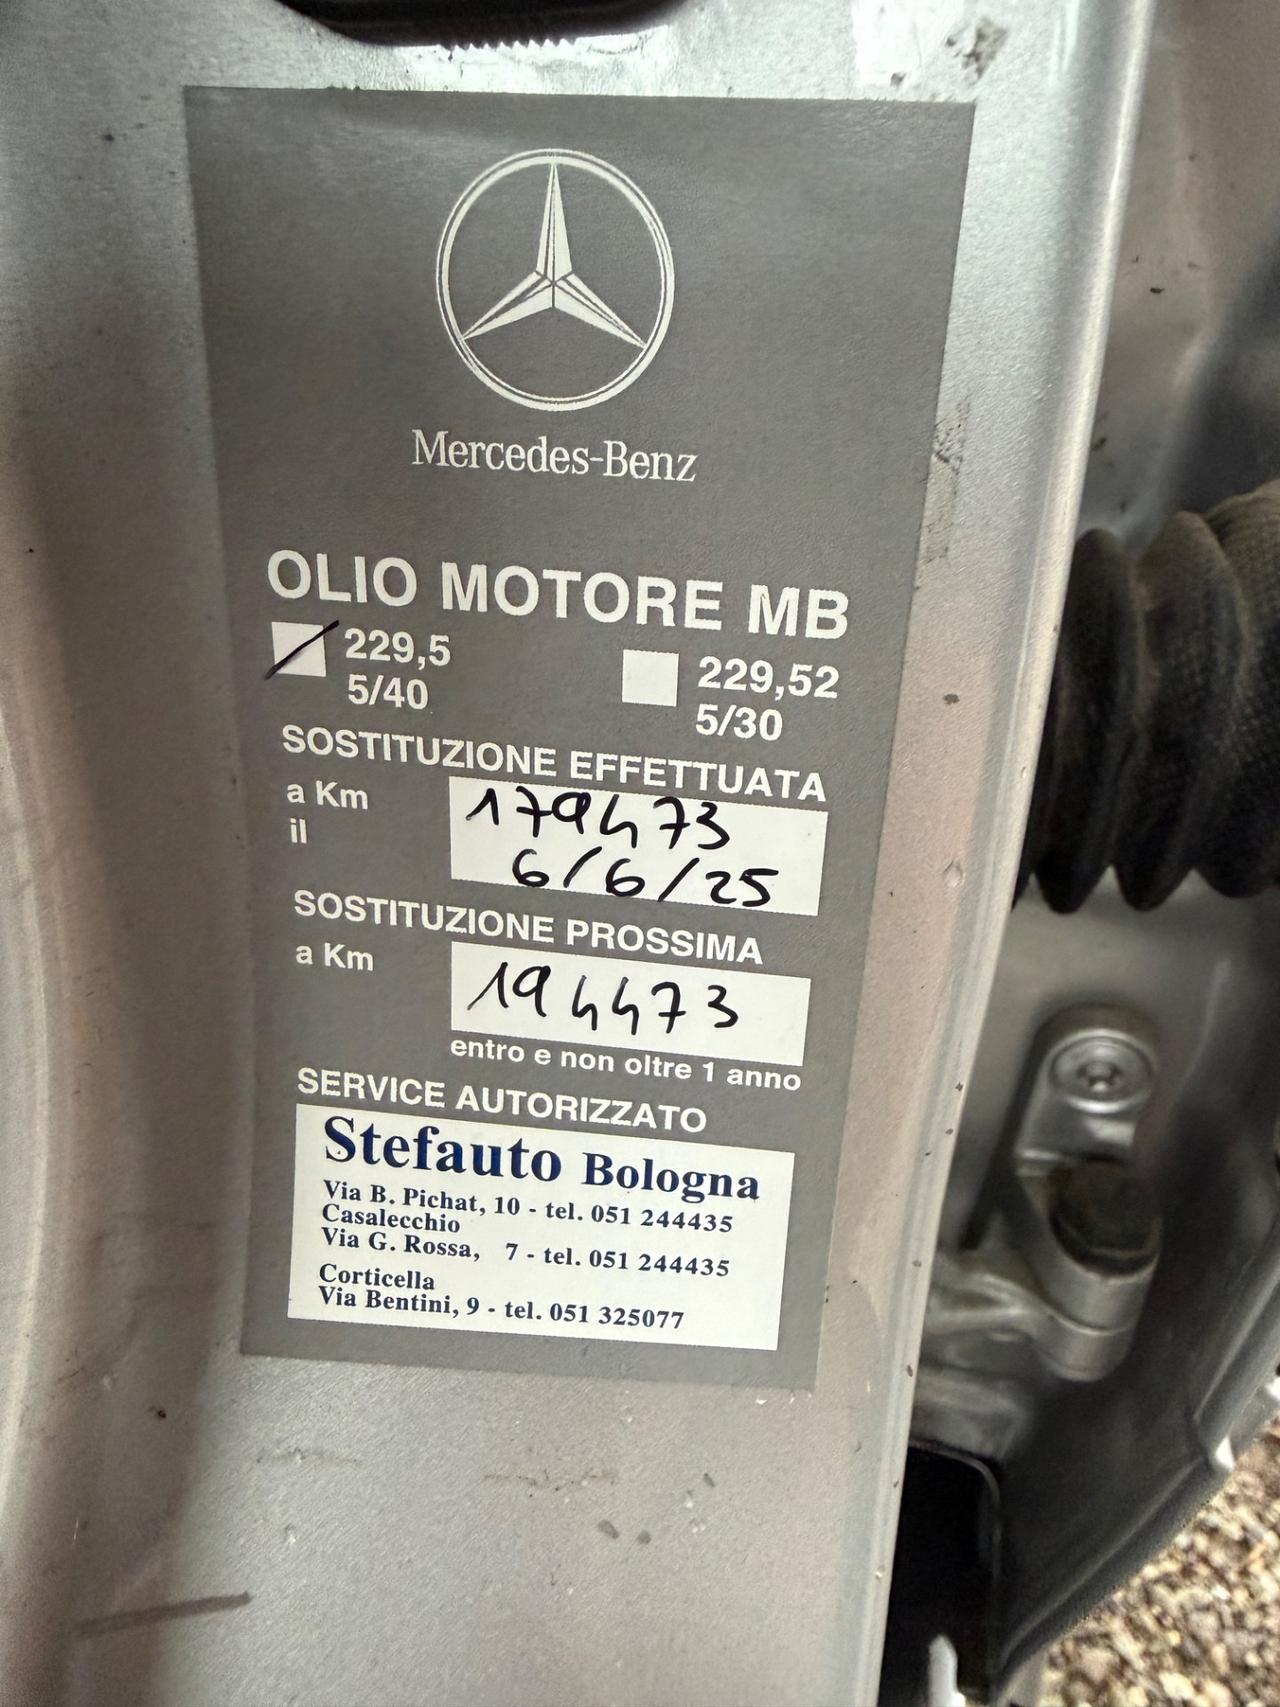 Mercedes-Benz
OLIO MOTORE MB
229,5 229,52
5/40 5/30
SOSTITUZIONE EFFETTUATA
a Km 179473
il 6/6/25
SOSTITUZIONE PROSSIMA
a Km 194473
entro e non oltre 1 anno
SERVICE AUTORIZZATO
Stefauto Bologna
Via B. Pichat, 10 - tel. 051 244435
Casalecchio
Via G. Rossa, 7 - tel. 051 244435
Corticella
Via Bentini, 9 - tel. 051 325077